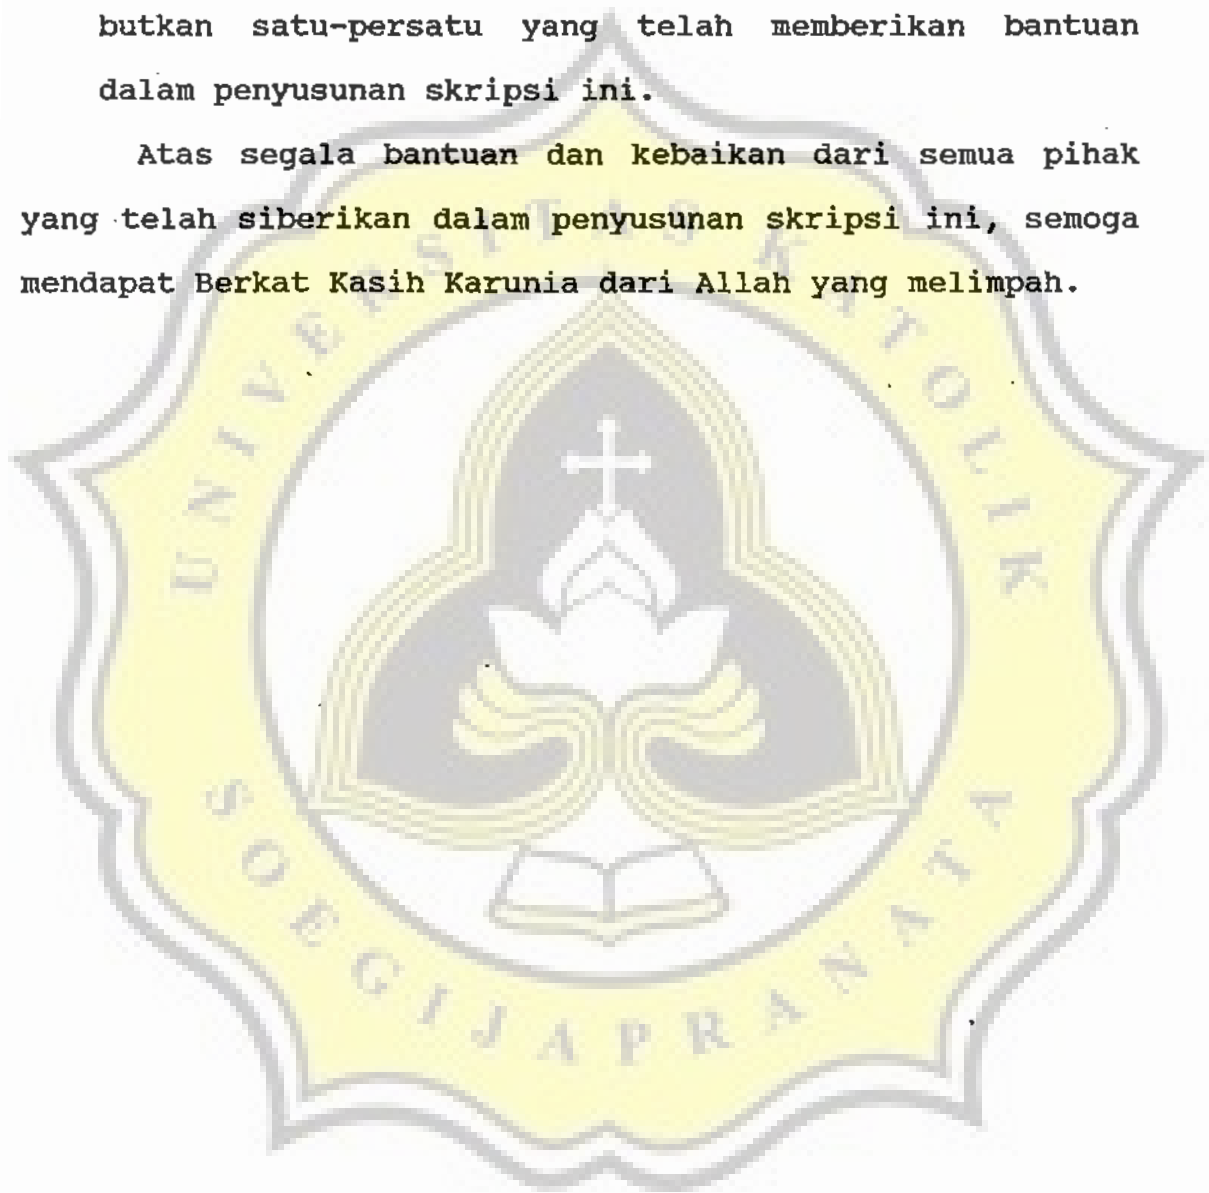 butkan satu-persatu yang telah memberikan bantuan
dalam penyusunan skripsi ini.
Atas segala bantuan dan kebaikan dari semua pihak
yang telah siberikan dalam penyusunan skripsi ini, semoga
mendapat Berkat Kasih Karunia dari Allah yang melimpah.
UNIVERSITAS KATOLIK
SOEGIJAPRANATA